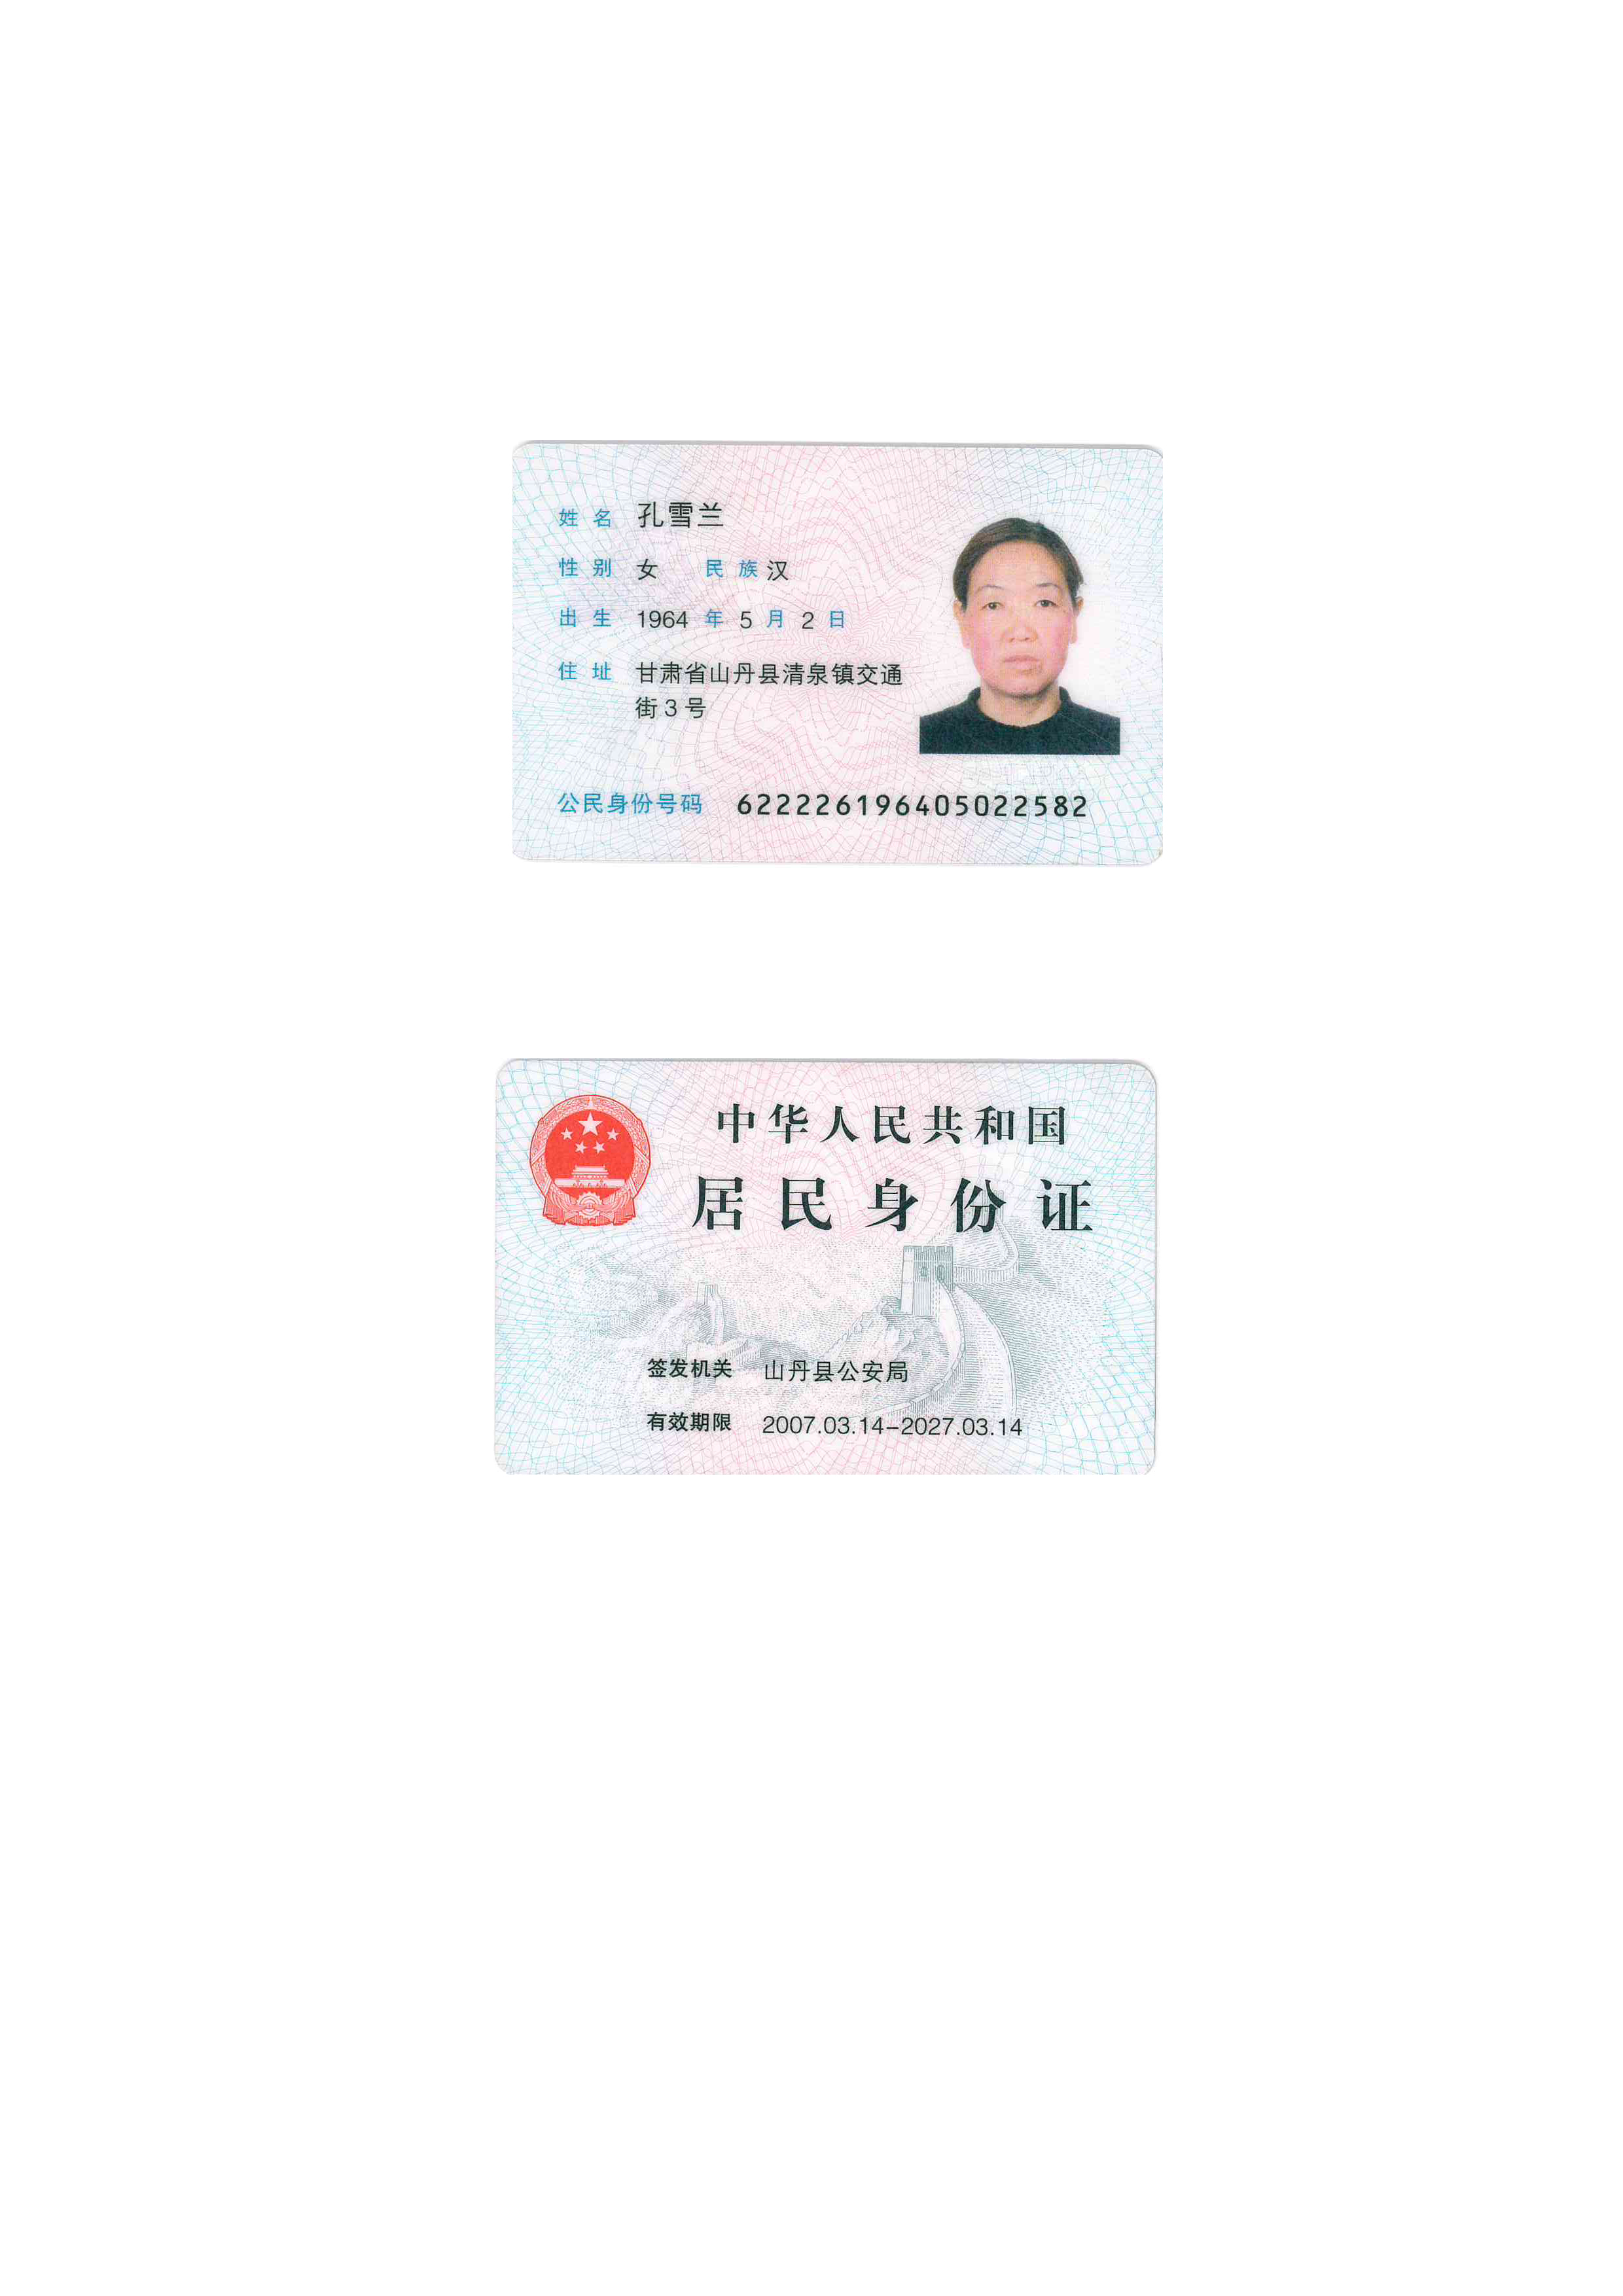 姓名 孔雪兰
性别 女 民族 汉
出生 1964 年 5 月 2 日
住址 甘肃省山丹县清泉镇交通
街3号
公民身份号码 622226196405022582
中华人民共和国
居民身份证
签发机关 山丹县公安局
有效期限 2007.03.14-2027.03.14